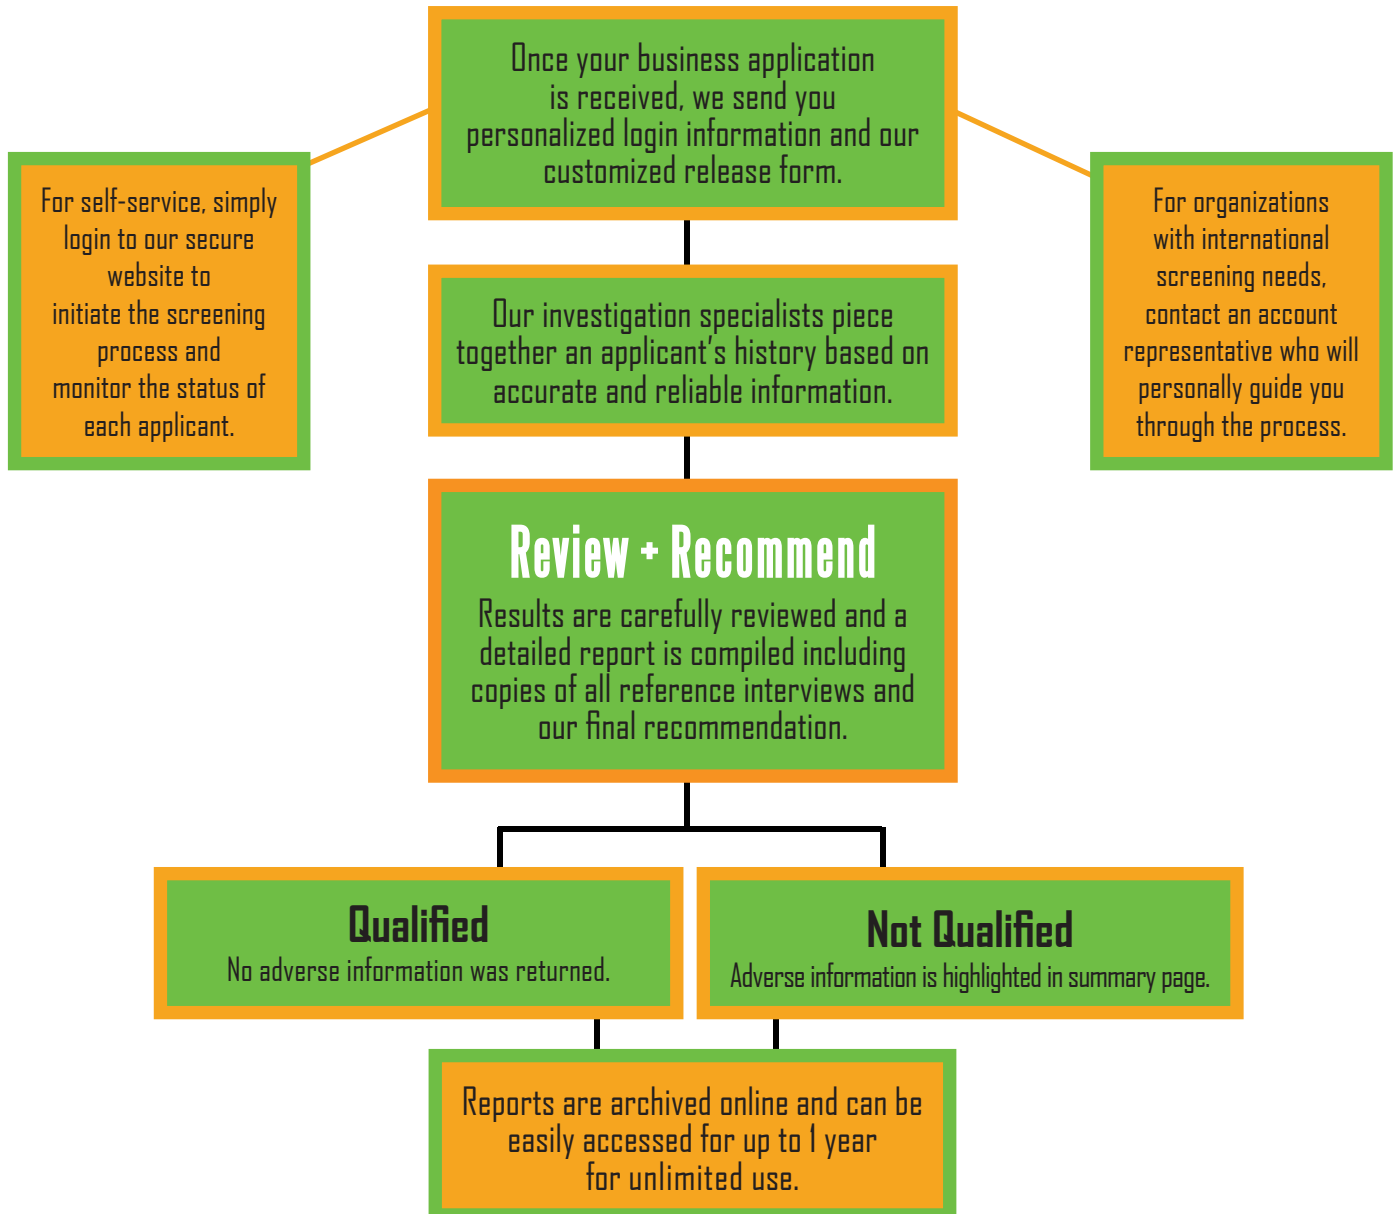 Once your business application
is received, we send you
personalized login information and our
customized release form.
For self-service, simply
login to our secure
website to
initiate the screening
process and
monitor the status of
each applicant.
For organizations
with international
screening needs,
contact an account
representative who will
personally guide you
through the process.
Our investigation specialists piece
together an applicant's history based on
accurate and reliable information.
Review + Recommend
Results are carefully reviewed and a
detailed report is compiled including
copies of all reference interviews and
our final recommendation.
Qualified
No adverse information was returned.
Not Qualified
Adverse information is highlighted in summary page.
Reports are archived online and can be
easily accessed for up to 1 year
for unlimited use.